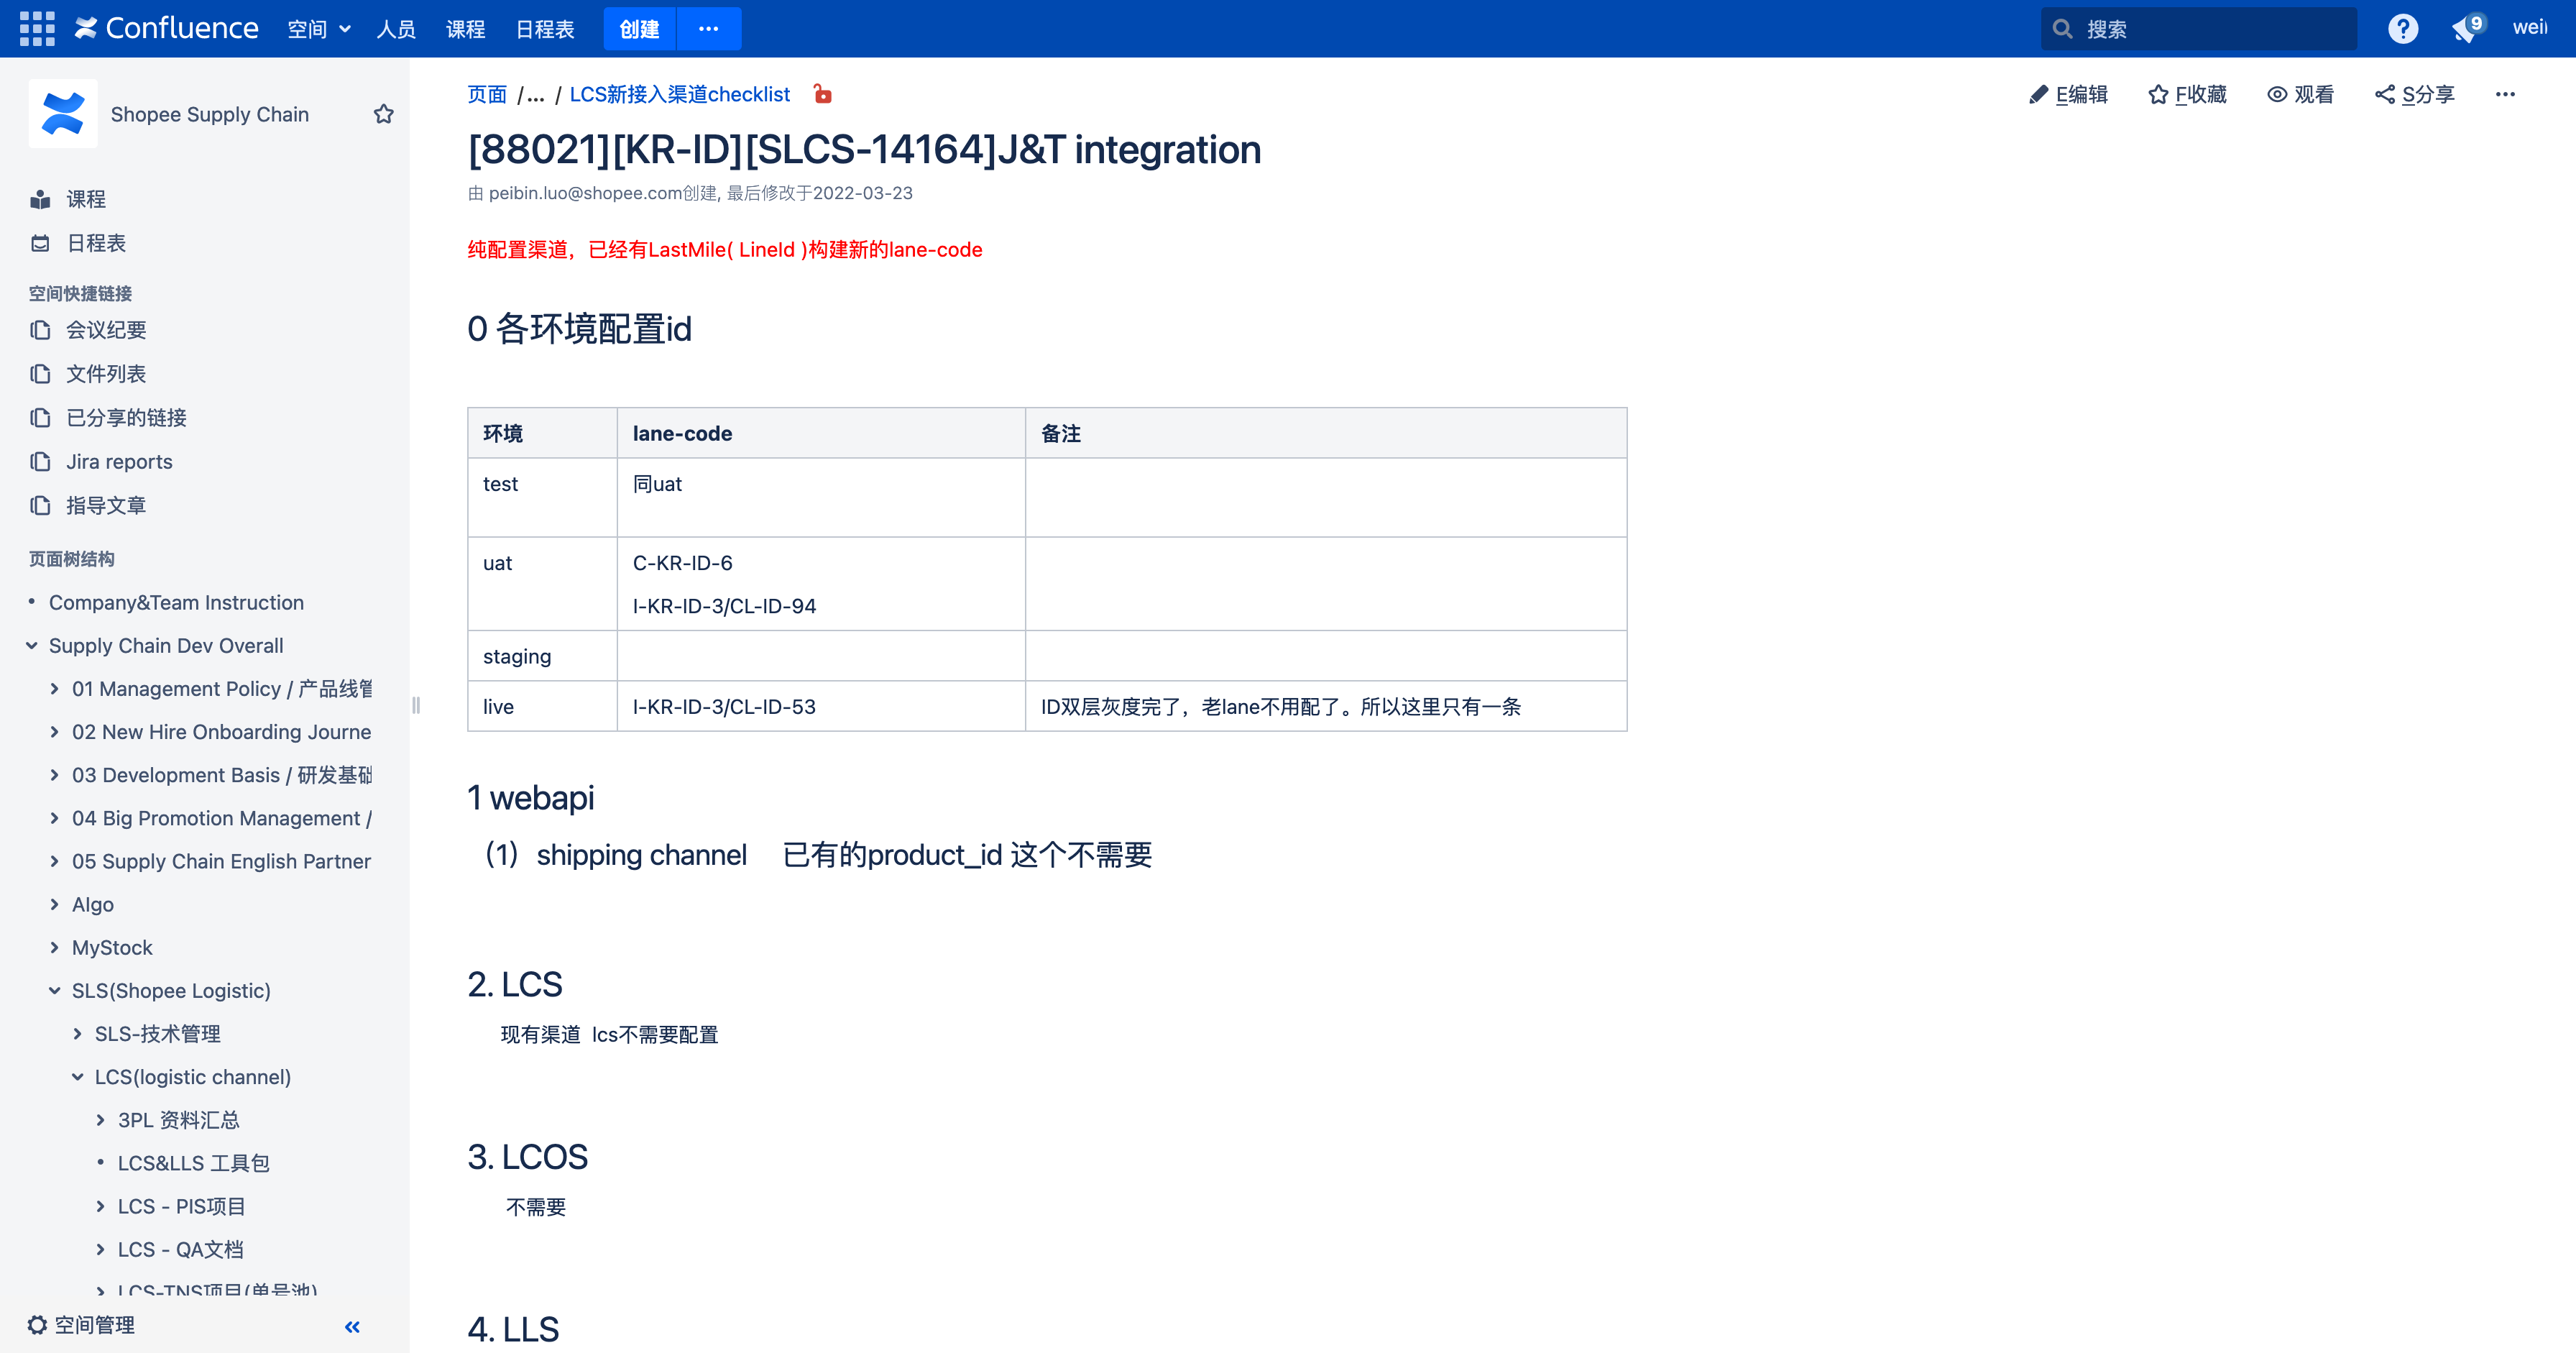 Confluence 空间 人员 课程 日程表 创建 ••• 搜索 9
Shopee Supply Chain
课程
日程表
空间快捷链接
会议纪要
文件列表
已分享的链接
Jira reports
指导文章
页面树结构
Company&Team Instruction
Supply Chain Dev Overall
01 Management Policy / 产品线管
02 New Hire Onboarding Journe
03 Development Basis / 研发基础
04 Big Promotion Management /
05 Supply Chain English Partner
Algo
MyStock
SLS(Shopee Logistic)
SLS-技术管理
LCS(logistic channel)
3PL 资料汇总
LCS&LLS 工具包
LCS - PIS项目
LCS - QA文档
LCS-TNS项目(单号池)
空间管理
页面 /... / LCS新接入渠道checklist
E编辑 F收藏 观看 S分享 •••
[88021][KR-ID][SLCS-14164]J&T integration
由 peibin.luo@shopee.com创建, 最后修改于2022-03-23
纯配置渠道，已经有LastMile( LineId )构建新的lane-code
0 各环境配置id
环境 lane-code 备注
test 同uat
uat C-KR-ID-6
I-KR-ID-3/CL-ID-94
staging
live I-KR-ID-3/CL-ID-53 ID双层灰度完了，老lane不用配了。所以这里只有一条
1 webapi
（1）shipping channel 已有的product_id 这个不需要
2. LCS
现有渠道 lcs不需要配置
3. LCOS
不需要
4. LLS